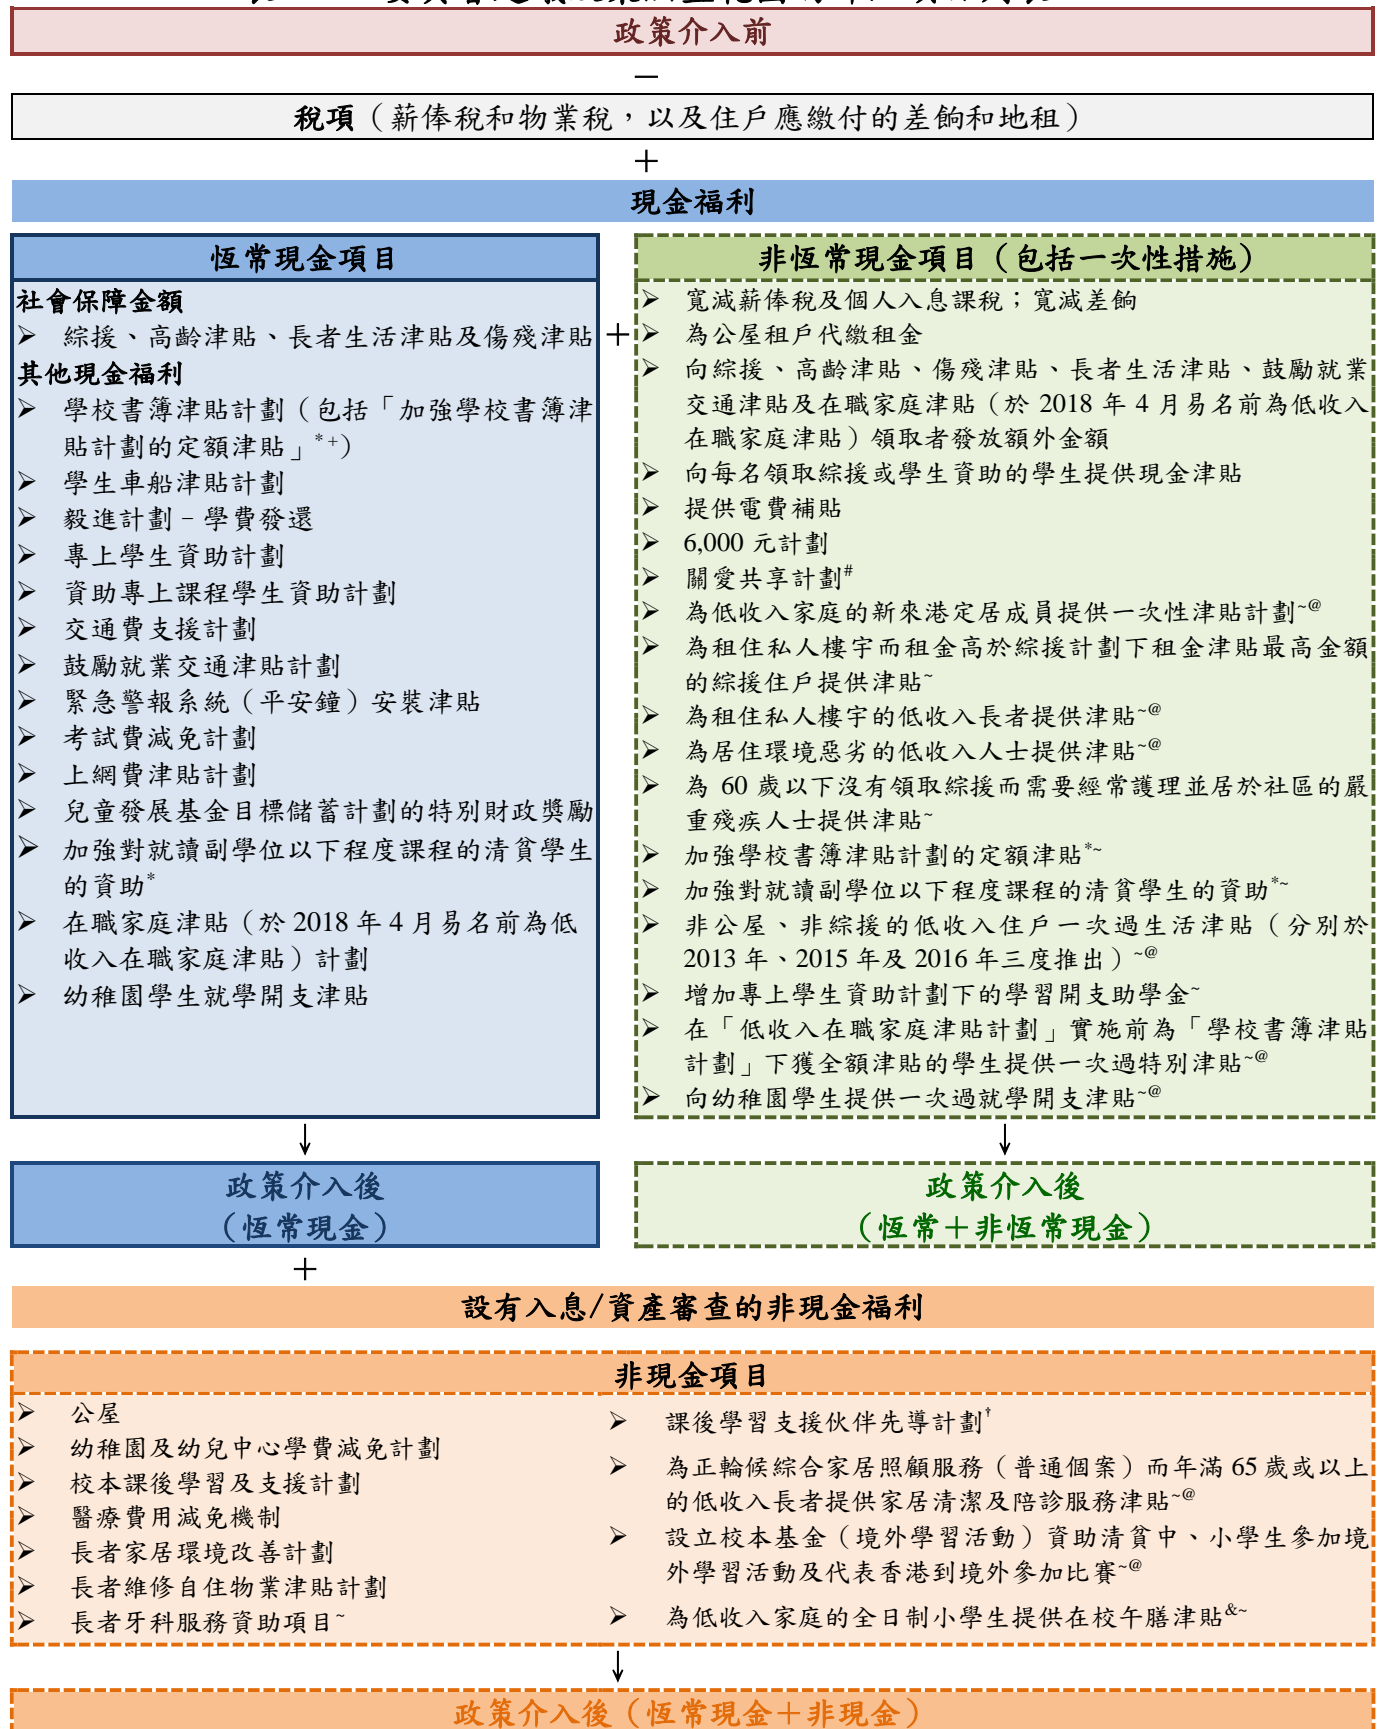 政策介入前
－
稅項（薪俸稅和物業稅，以及住戶應繳付的差餉和地租）
＋
現金福利
恆常現金項目
社會保障金額
➢ 綜援、高齡津貼、長者生活津貼及傷殘津貼
其他現金福利
➢ 學校書簿津貼計劃（包括「加強學校書簿津
貼計劃的定額津貼」*+）
➢ 學生車船津貼計劃
➢ 毅進計劃－學費發還
➢ 專上學生資助計劃
➢ 資助專上課程學生資助計劃
➢ 交通費支援計劃
➢ 鼓勵就業交通津貼計劃
➢ 緊急警報系統（平安鐘）安裝津貼
➢ 考試費減免計劃
➢ 上網費津貼計劃
➢ 兒童發展基金目標儲蓄計劃的特別財政獎勵
➢ 加強對就讀副學位以下程度課程的清貧學生
的資助*
➢ 在職家庭津貼（於 2018 年 4 月易名前為低
收入在職家庭津貼）計劃
➢ 幼稚園學生就學開支津貼
＋
非恆常現金項目（包括一次性措施）
➢ 寬減薪俸稅及個人入息課稅；寬減差餉
➢ 為公屋租戶代繳租金
➢ 向綜援、高齡津貼、傷殘津貼、長者生活津貼、鼓勵就業
交通津貼及在職家庭津貼（於 2018 年 4 月易名前為低收入
在職家庭津貼）領取者發放額外金額
➢ 向每名領取綜援或學生資助的學生提供現金津貼
➢ 提供電費補貼
➢ 6,000 元計劃
➢ 關愛共享計劃#
➢ 為低收入家庭的新來港定居成員提供一次性津貼計劃~@
➢ 為租住私人樓宇而租金高於綜援計劃下租金津貼最高金額
的綜援住戶提供津貼~
➢ 為租住私人樓宇的低收入長者提供津貼~@
➢ 為居住環境惡劣的低收入人士提供津貼~@
➢ 為 60 歲以下沒有領取綜援而需要經常護理並居於社區的嚴
重殘疾人士提供津貼~
➢ 加強學校書簿津貼計劃的定額津貼*~
➢ 加強對就讀副學位以下程度課程的清貧學生的資助*~
➢ 非公屋、非綜援的低收入住戶一次過生活津貼（分別於
2013 年、2015 年及 2016 年三度推出）~@
➢ 增加專上學生資助計劃下的學習開支助學金~
➢ 在「低收入在職家庭津貼計劃」實施前為「學校書簿津貼
計劃」下獲全額津貼的學生提供一次過特別津貼~@
➢ 向幼稚園學生提供一次過就學開支津貼~@
↓
↓
政策介入後
（恆常現金）
政策介入後
（恆常＋非恆常現金）
＋
設有入息/資產審查的非現金福利
非現金項目
➢ 公屋
➢ 幼稚園及幼兒中心學費減免計劃
➢ 校本課後學習及支援計劃
➢ 醫療費用減免機制
➢ 長者家居環境改善計劃
➢ 長者維修自住物業津貼計劃
➢ 長者牙科服務資助項目~
➢ 課後學習支援伙伴先導計劃†
➢ 為正輪候綜合家居照顧服務（普通個案）而年滿 65 歲或以上
的低收入長者提供家居清潔及陪診服務津貼~@
➢ 設立校本基金（境外學習活動）資助清貧中、小學生參加境
外學習活動及代表香港到境外參加比賽~@
➢ 為低收入家庭的全日制小學生提供在校午膳津貼&~
↓
政策介入後（恆常現金＋非現金）